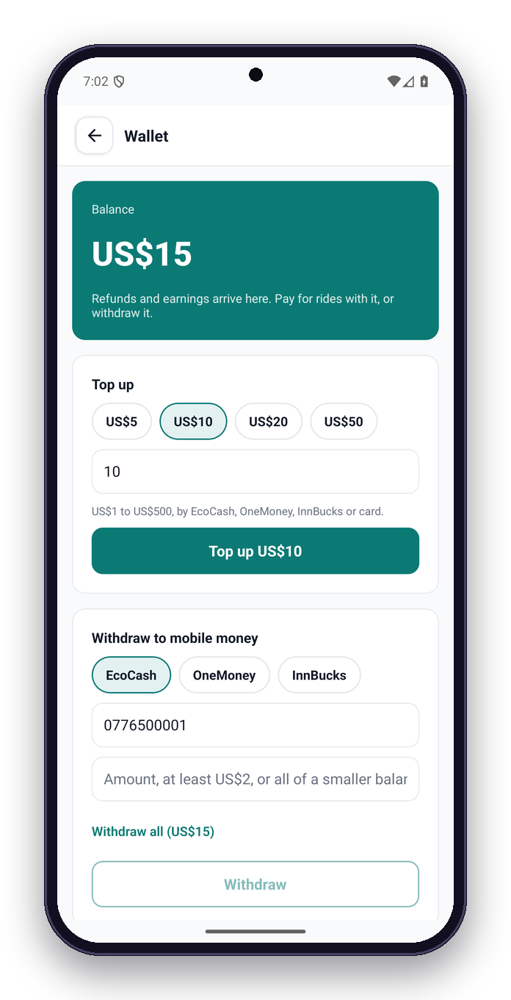 7:02
Wallet
Balance
US$15
Refunds and earnings arrive here. Pay for rides with it, or
withdraw it.
Top up
US$5
US$10
US$20
US$50
10
US$1 to US$500, by EcoCash, OneMoney, InnBucks or card.
Top up US$10
Withdraw to mobile money
EcoCash
OneMoney
InnBucks
0776500001
Amount, at least US$2, or all of a smaller
Withdraw all (US$15)
Withdraw